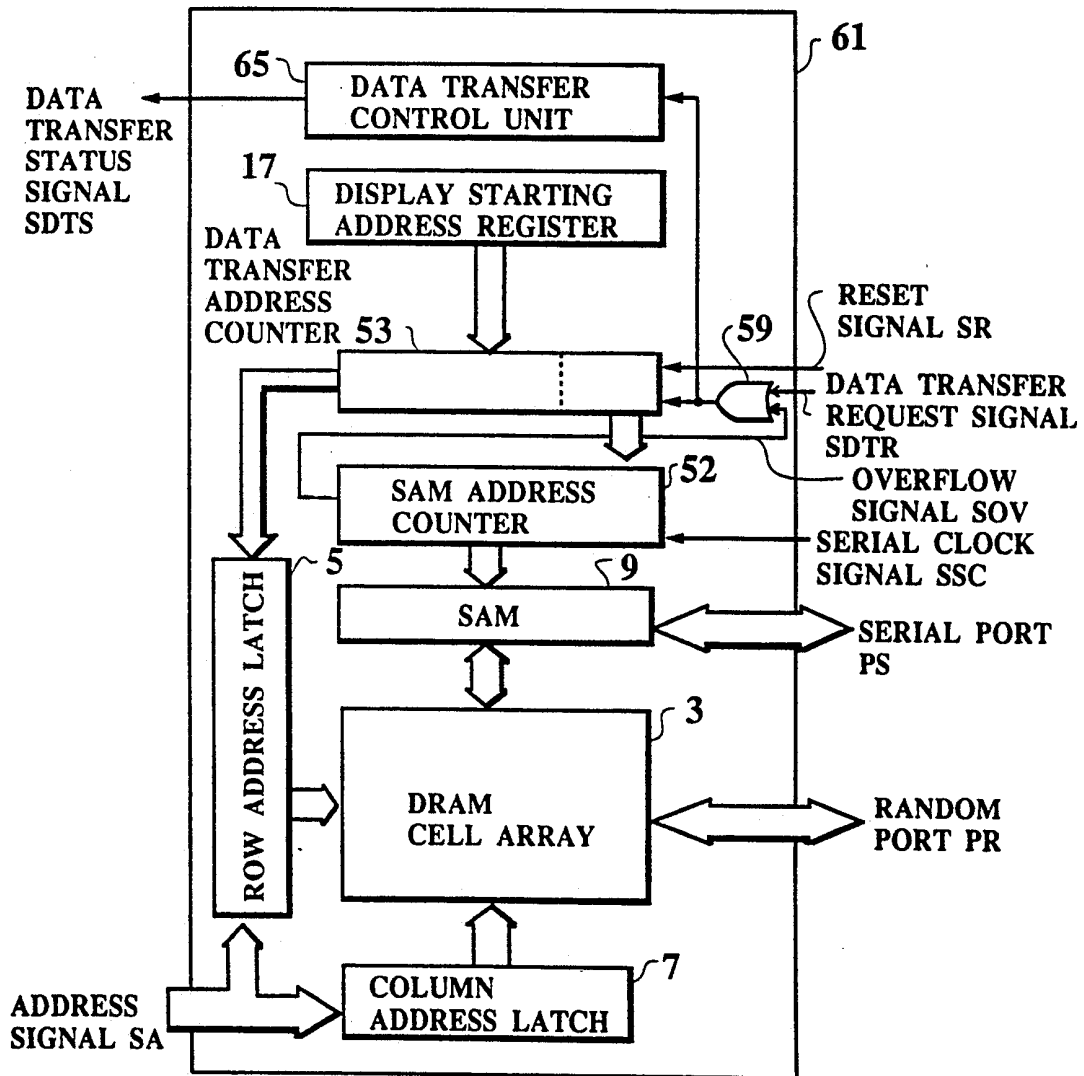 61
65
DATA TRANSFER
CONTROL UNIT
DATA
TRANSFER
STATUS
SIGNAL
SDTS
17
DISPLAY STARTING
ADDRESS REGISTER
DATA
TRANSFER
ADDRESS
COUNTER
53
RESET
SIGNAL SR
59
DATA TRANSFER
REQUEST SIGNAL
SDTR
52
SAM ADDRESS
COUNTER
OVERFLOW
SIGNAL SOV
SERIAL CLOCK
SIGNAL SSC
5
ROW ADDRESS LATCH
9
SAM
SERIAL PORT
PS
3
DRAM
CELL ARRAY
RANDOM
PORT PR
7
COLUMN
ADDRESS LATCH
ADDRESS
SIGNAL SA